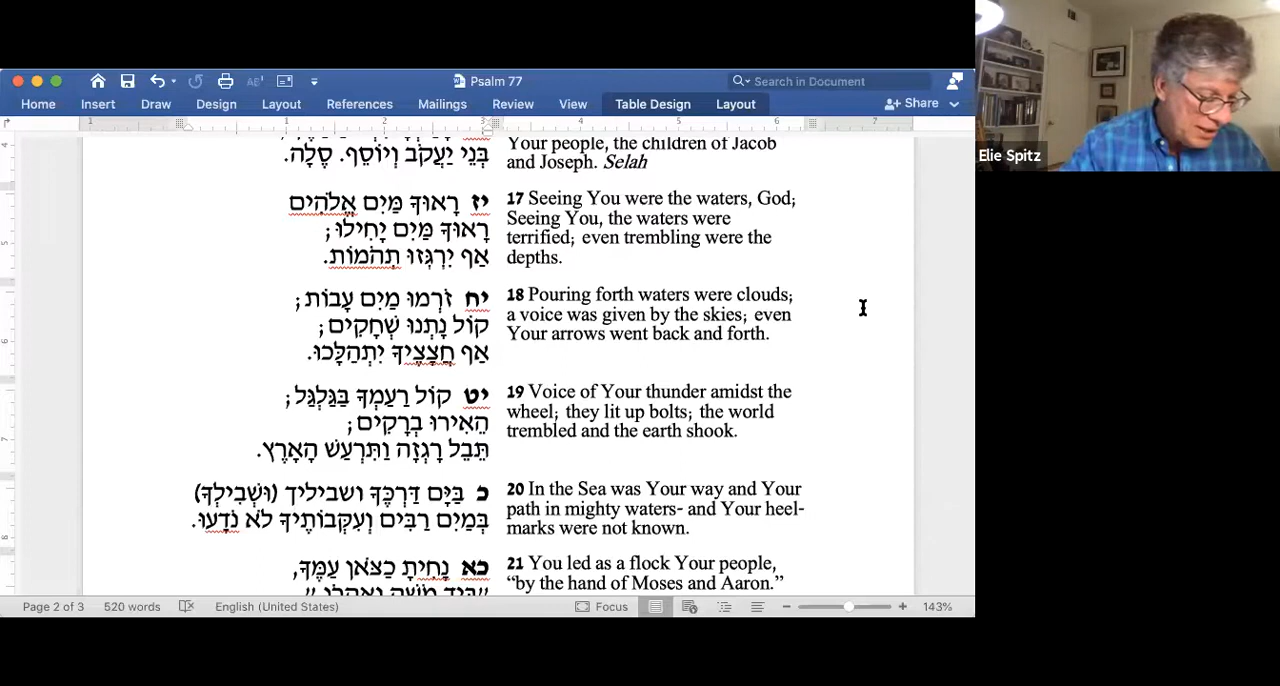 Psalm 77
Search in Document
Home Insert Draw Design Layout References Mailings Review View Table Design Layout Share
1 1 2 3 5 6 7
Elie Spitz
בְּנֵי יַעֲקֹב וְיוֹסֵף. סֶלָה.
Your people, the children of Jacob
and Joseph. Selah
יז רָאוּךָ מַּיִם אֱלֹהִים
רָאוּךָ מַּיִם יָחִילוּ;
אַף יִרְגְּזוּ תְהֹמוֹת.
17 Seeing You were the waters, God;
Seeing You, the waters were
terrified; even trembling were the
depths.
יח זֹרְמוּ מַיִם עָבוֹת;
קוֹל נָתְנוּ שְׁחָקִים;
אַף חֲצָצֶיךָ יִתְהַלָּכוּ.
18 Pouring forth waters were clouds;
a voice was given by the skies; even
Your arrows went back and forth.
יט קוֹל רַעַמְךָ בַּגַּלְגַּל;
הֵאִירוּ בְרָקִים;
תֵּבֵל רָגְזָה וַתִּרְעַשׁ הָאָרֶץ.
19 Voice of Your thunder amidst the
wheel; they lit up bolts; the world
trembled and the earth shook.
כ בַּיָּם דַּרְכֶּךָ ושביליך (וּשְׁבִילְךָ)
בְּמַיִם רַבִּים וְעִקְּבוֹתֶיךָ לֹא נֹדָעוּ.
20 In the Sea was Your way and Your
path in mighty waters- and Your heel-
marks were not known.
כא נָחִיתָ כַצֹּאן עַמֶּךָ,
21 You led as a flock Your people,
“by the hand of Moses and Aaron.”
Page 2 of 3 520 words English (United States) Focus 143%